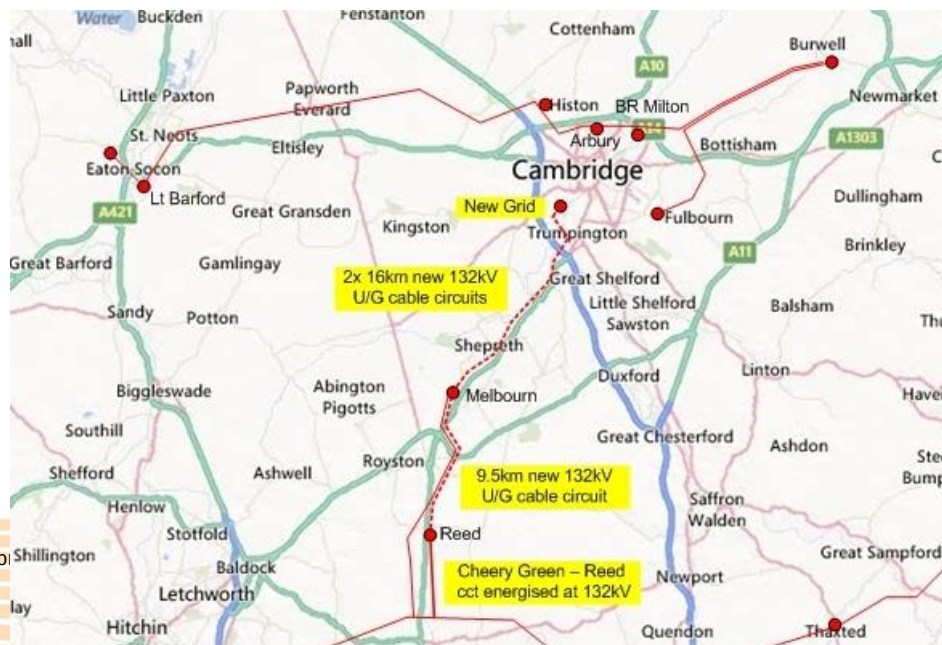 Water
Buckden
Fenstanton
Cottenham
Burwell
A10
Little Paxton
Papworth
Everard
Histon
BR Milton
Newmarket
St. Neots
Arbury
A14
A1303
Eltisley
Bottisham
Eaton Socon
Cambridge
Lt Barford
Dullingham
A421
Great Gransden
New Grid
Fulbourn
Kingston
Trumpington
Brinkley
Great Barford
Gamlingay
A11
2x 16km new 132kV
U/G cable circuits
Great Shelford
Little Shelford
Sawston
Balsham
Sandy
Potton
Shepreth
Linton
Duxford
Biggleswade
Abington
Pigotts
Melbourn
Southill
Great Chesterford
Ashdon
Royston
Shefford
Ashwell
9.5km new 132kV
U/G cable circuit
Saffron
Walden
Henlow
Stotfold
Reed
Shillington
Great Sampford
Baldock
Cheery Green – Reed
cct energised at 132kV
Newport
Letchworth
Hitchin
Quendon
Thaxted